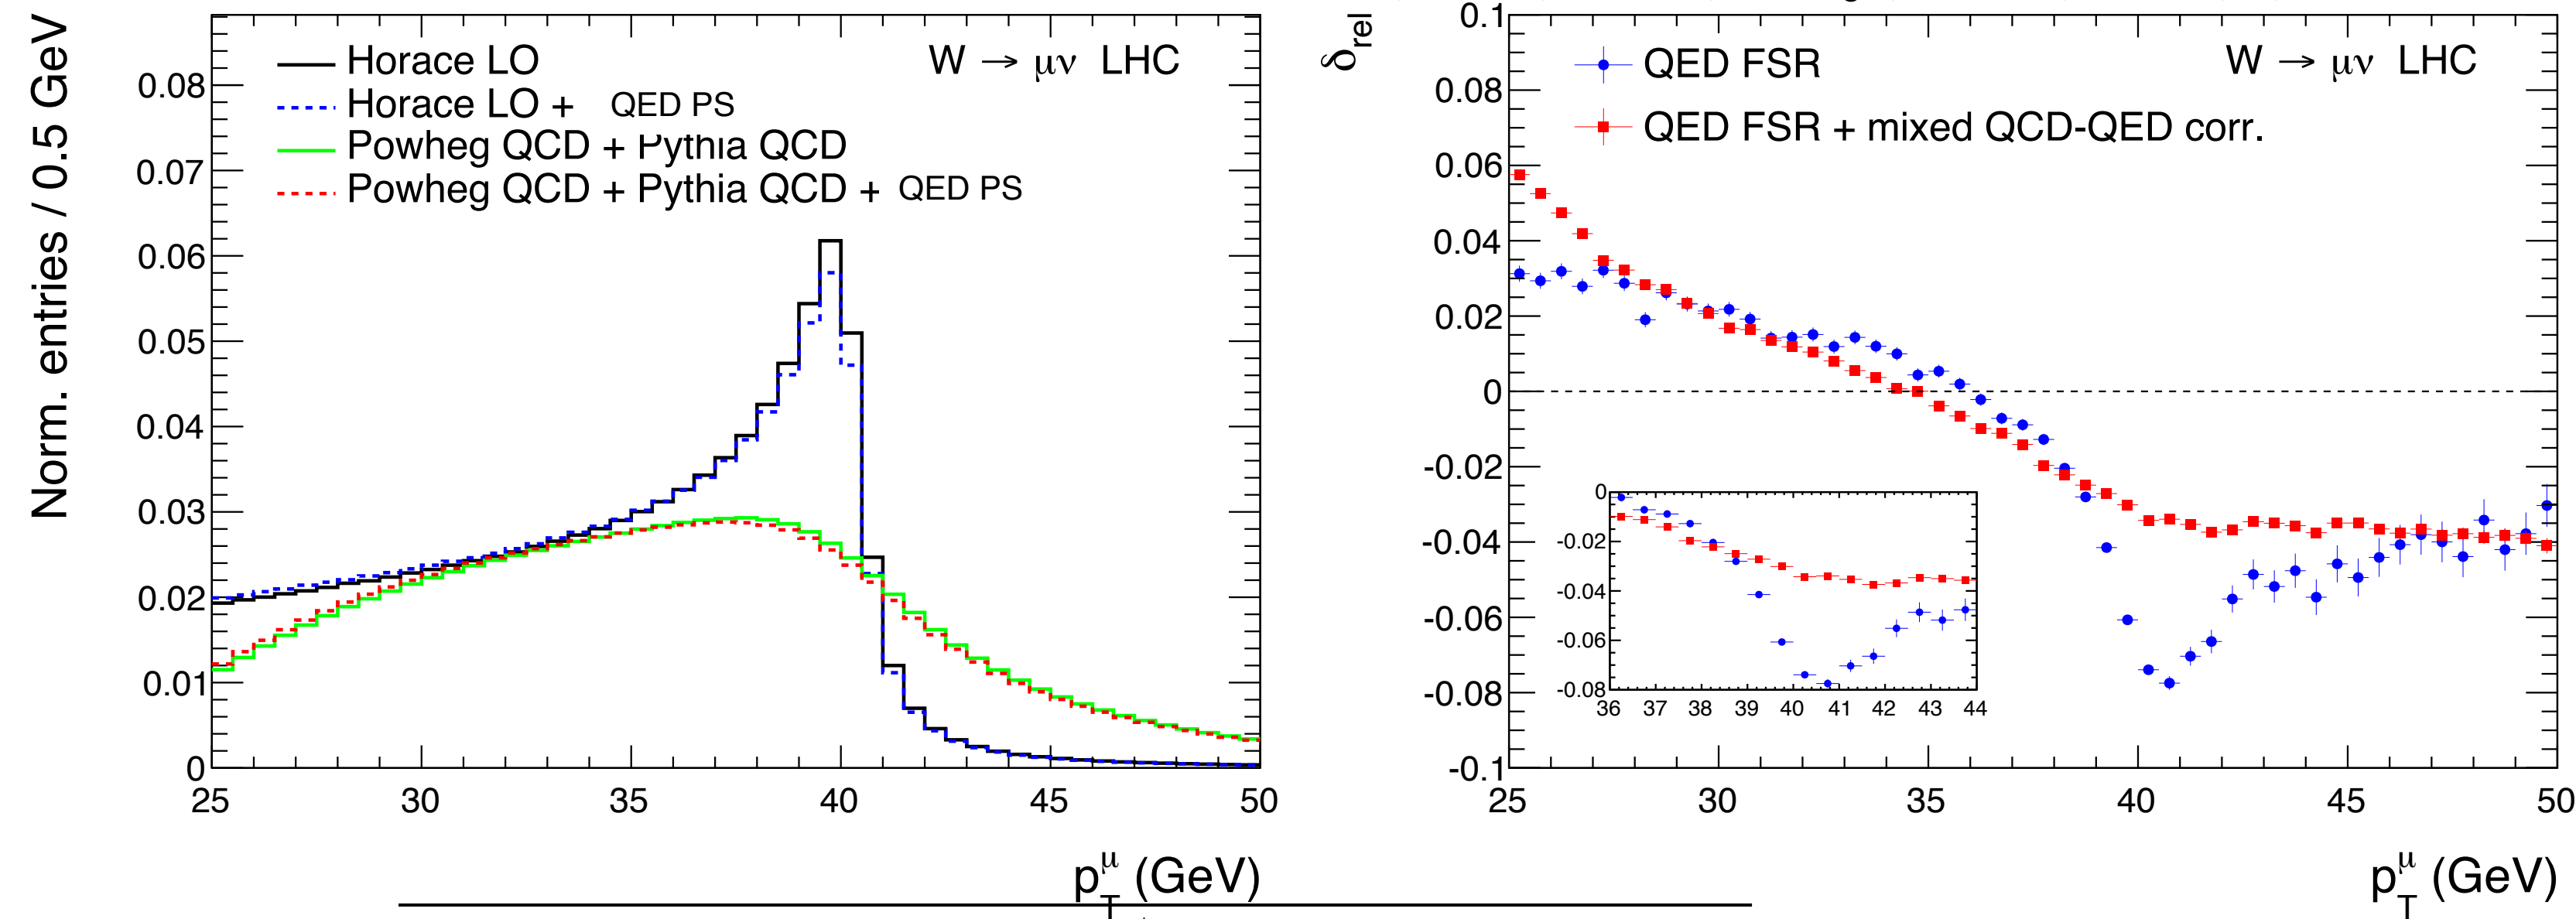 Norm. entries / 0.5 GeV
Horace LO
Horace LO + QED PS
Powheg QCD + Pythia QCD
Powheg QCD + Pythia QCD + QED PS
W → μν LHC
0.08
0.07
0.06
0.05
0.04
0.03
0.02
0.01
0
25 30 35 40 45 50
p_T^μ (GeV)
δ_rel
QED FSR
QED FSR + mixed QCD-QED corr.
W → μν LHC
0.1
0.08
0.06
0.04
0.02
0
-0.02
-0.04
-0.06
-0.08
-0.1
0
-0.02
-0.04
-0.06
-0.08
36 37 38 39 40 41 42 43 44
25 30 35 40 45 50
p_T^μ (GeV)